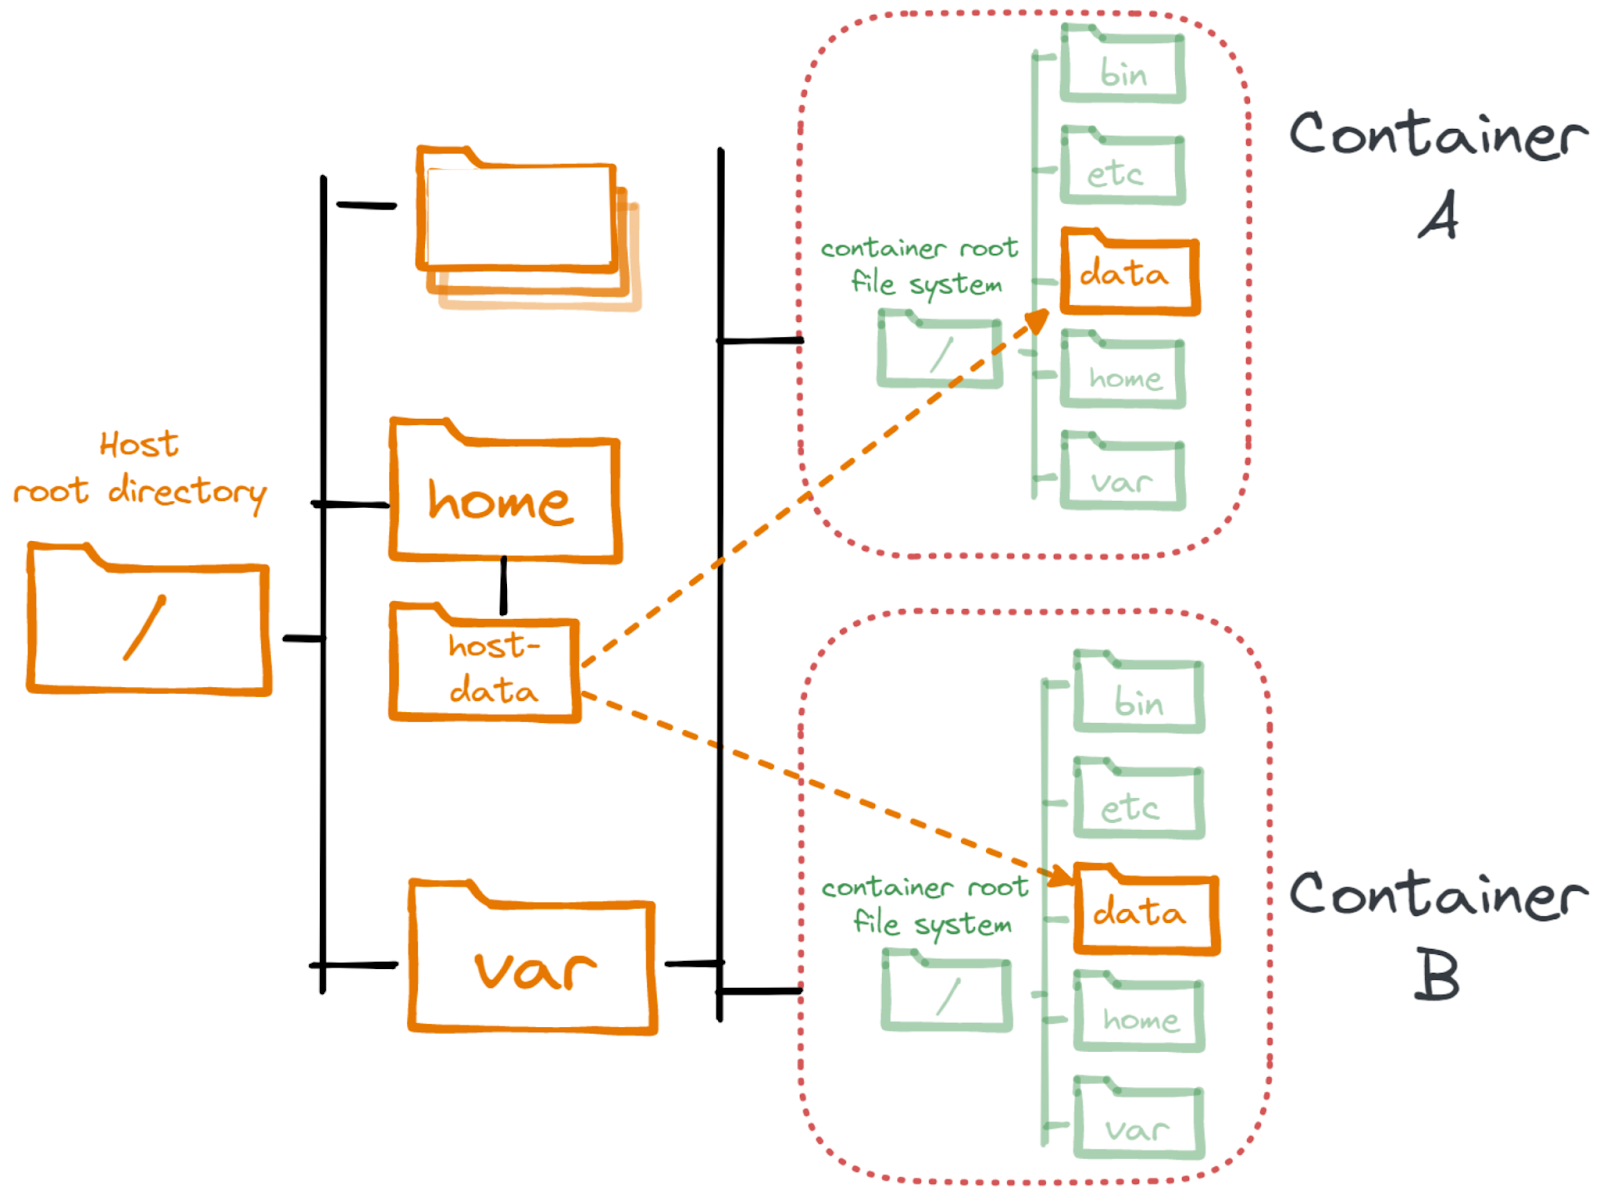 Host
root directory
/
home
host-
data
var
container root
file system
/
bin
etc
data
home
var
Container
A
container root
file system
/
bin
etc
data
home
var
Container
B